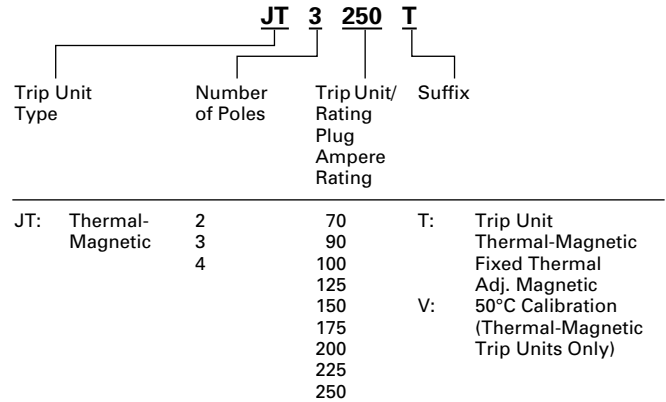 JT 3 250 T
Trip Unit Type
Number of Poles
Trip Unit/ Rating Plug Ampere Rating
Suffix
JT: Thermal-Magnetic
2
3
4
70
90
100
125
150
175
200
225
250
T: Trip Unit
Thermal-Magnetic
Fixed Thermal
Adj. Magnetic
V: 50°C Calibration
(Thermal-Magnetic
Trip Units Only)